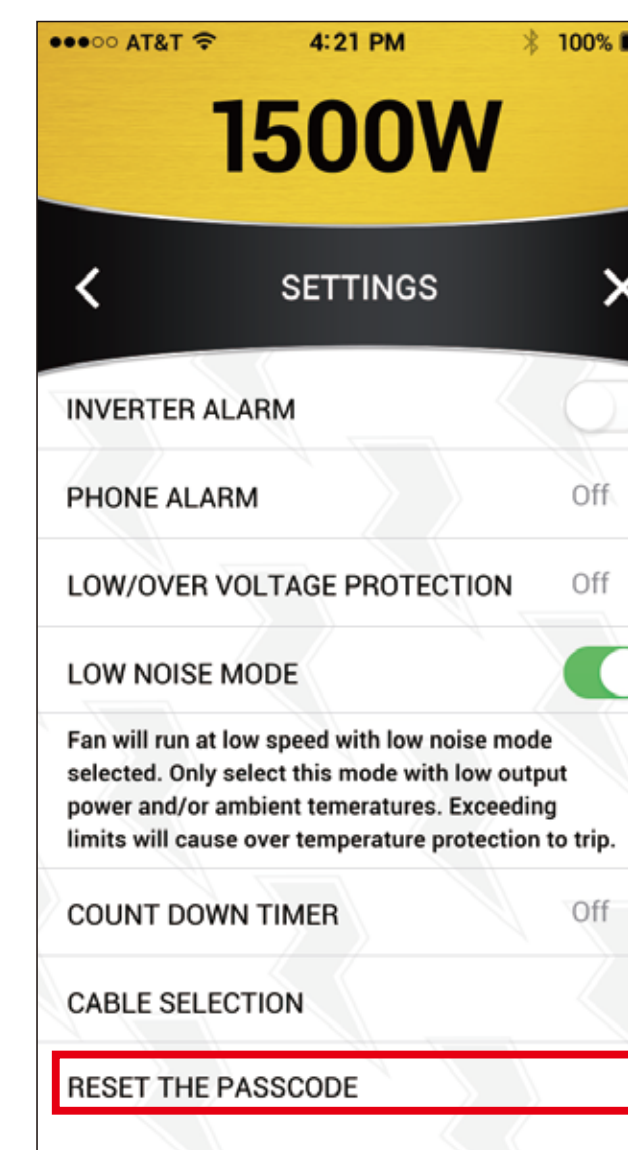 AT&T 4:21 PM 100%
1500W
SETTINGS
INVERTER ALARM
PHONE ALARM Off
LOW/OVER VOLTAGE PROTECTION Off
LOW NOISE MODE
Fan will run at low speed with low noise mode
selected. Only select this mode with low output
power and/or ambient temeratures. Exceeding
limits will cause over temperature protection to trip.
COUNT DOWN TIMER Off
CABLE SELECTION
RESET THE PASSCODE